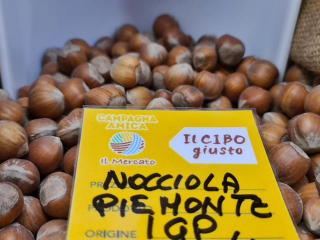 CAMPAGNA
AMICA
Il Mercato
IL CIBO
giusto
NOCCIOLA
PIEMONTE
IGP
ORIGINE